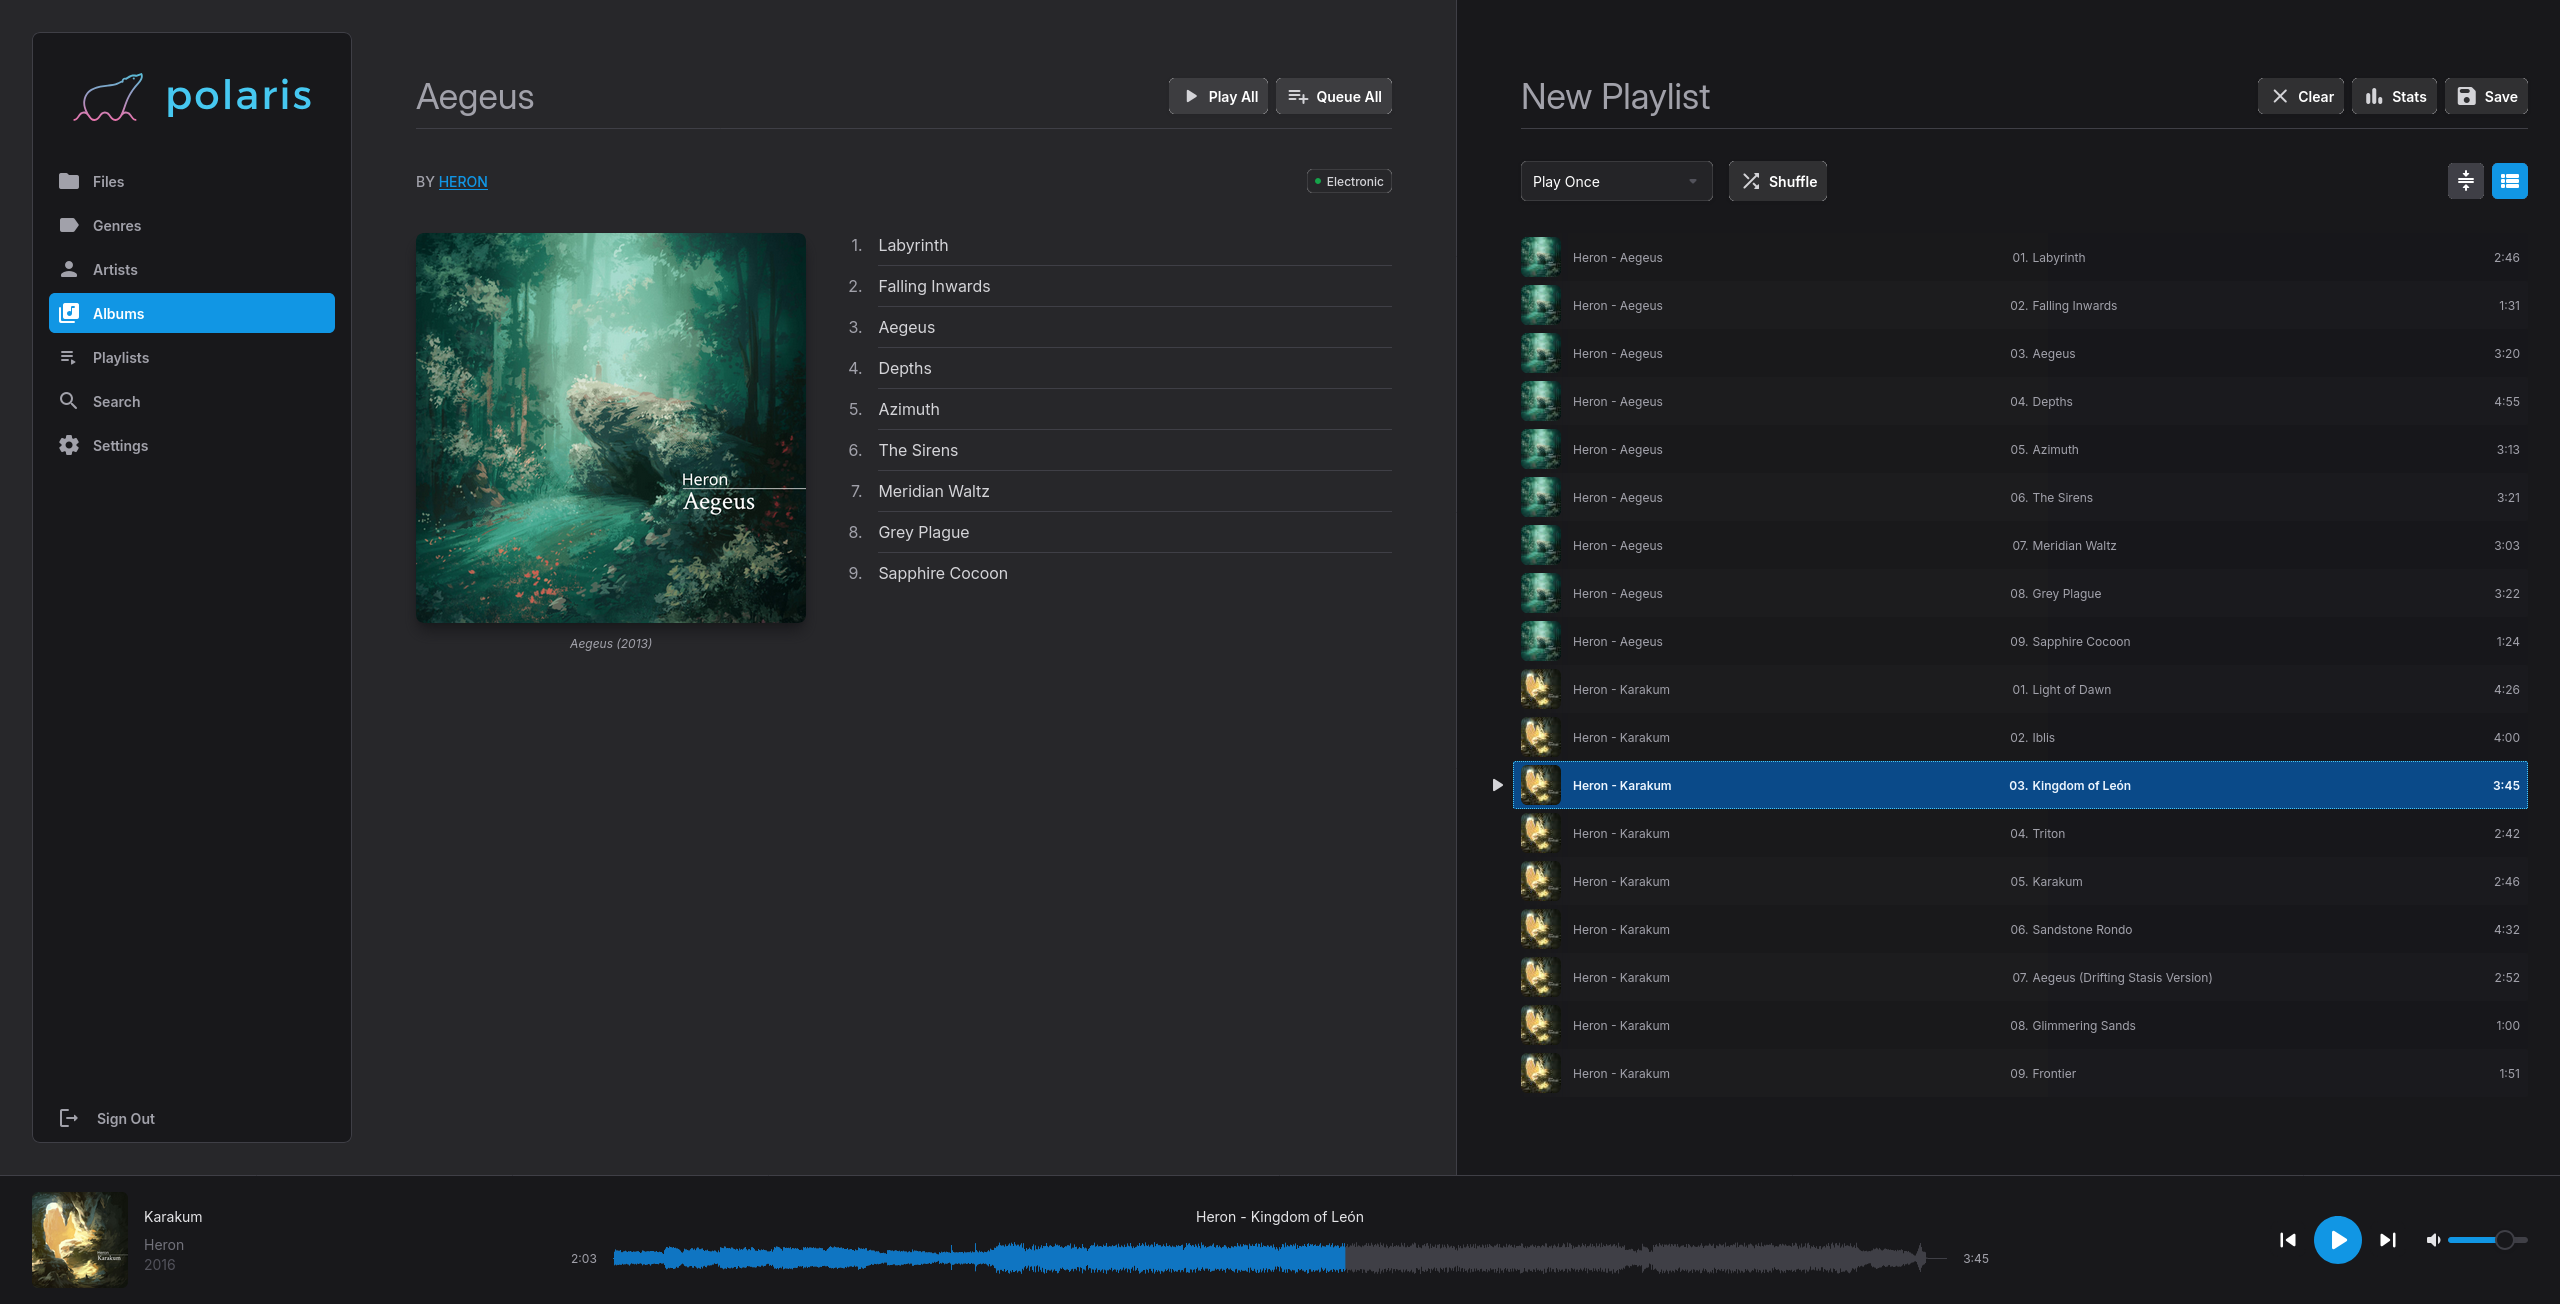 polaris
Files
Genres
Artists
Albums
Playlists
Search
Settings
Sign Out
Aegeus
Play All
Queue All
BY HERON
Electronic
Heron
Aegeus
Aegeus (2013)
1. Labyrinth
2. Falling Inwards
3. Aegeus
4. Depths
5. Azimuth
6. The Sirens
7. Meridian Waltz
8. Grey Plague
9. Sapphire Cocoon
New Playlist
Clear
Stats
Save
Play Once
Shuffle
Heron - Aegeus 01. Labyrinth 2:46
Heron - Aegeus 02. Falling Inwards 1:31
Heron - Aegeus 03. Aegeus 3:20
Heron - Aegeus 04. Depths 4:55
Heron - Aegeus 05. Azimuth 3:13
Heron - Aegeus 06. The Sirens 3:21
Heron - Aegeus 07. Meridian Waltz 3:03
Heron - Aegeus 08. Grey Plague 3:22
Heron - Aegeus 09. Sapphire Cocoon 1:24
Heron - Karakum 01. Light of Dawn 4:26
Heron - Karakum 02. Iblis 4:00
Heron - Karakum 03. Kingdom of León 3:45
Heron - Karakum 04. Triton 2:42
Heron - Karakum 05. Karakum 2:46
Heron - Karakum 06. Sandstone Rondo 4:32
Heron - Karakum 07. Aegeus (Drifting Stasis Version) 2:52
Heron - Karakum 08. Glimmering Sands 1:00
Heron - Karakum 09. Frontier 1:51
Karakum
Karakum
Heron
2016
Heron - Kingdom of León
2:03
3:45